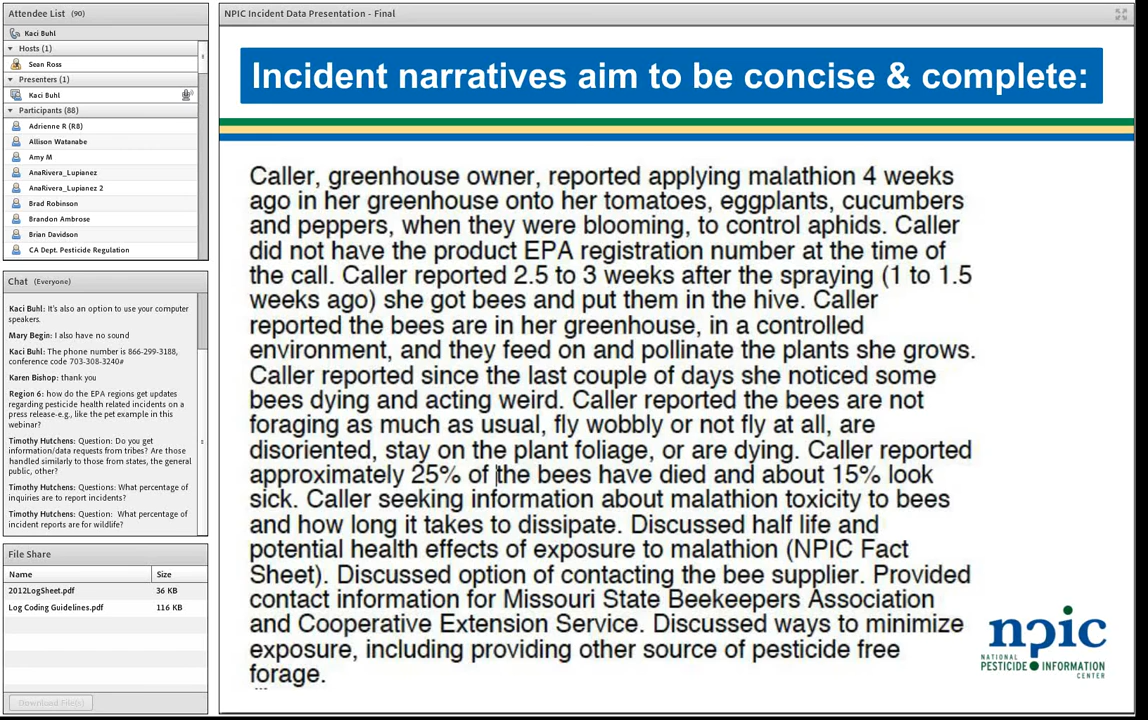 Attendee List (90)
Kaci Buhl
Hosts (1)
Sean Ross
Presenters (1)
Kaci Buhl
Participants (88)
Adrienne R (R8)
Allison Watanabe
Amy M
AnaRivera_Lupianez
AnaRivera_Lupianez 2
Brad Robinson
Brandon Ambrose
Brian Davidson
CA Dept. Pesticide Regulation
Chat (Everyone)
Kaci Buhl: It's also an option to use your computer
speakers.
Mary Begin: I also have no sound
Kaci Buhl: The phone number is 866-299-3188,
conference code 703-308-3240#
Karen Bishop: thank you
Region 6: how do the EPA regions get updates
regarding pesticide health related incidents on a
press release-e.g., like the pet example in this
webinar?
Timothy Hutchens: Question: Do you get
information/data requests from tribes? Are those
handled similarly to those from states, the general
public, other?
Timothy Hutchens: Questions: What percentage of
inquiries are to report incidents?
Timothy Hutchens: Question: What percentage of
incident reports are for wildlife?
File Share
Name Size
2012LogSheet.pdf 36 KB
Log Coding Guidelines.pdf 116 KB
Download File(s)
NPIC Incident Data Presentation - Final
Incident narratives aim to be concise & complete:
Caller, greenhouse owner, reported applying malathion 4 weeks
ago in her greenhouse onto her tomatoes, eggplants, cucumbers
and peppers, when they were blooming, to control aphids. Caller
did not have the product EPA registration number at the time of
the call. Caller reported 2.5 to 3 weeks after the spraying (1 to 1.5
weeks ago) she got bees and put them in the hive. Caller
reported the bees are in her greenhouse, in a controlled
environment, and they feed on and pollinate the plants she grows.
Caller reported since the last couple of days she noticed some
bees dying and acting weird. Caller reported the bees are not
foraging as much as usual, fly wobbly or not fly at all, are
disoriented, stay on the plant foliage, or are dying. Caller reported
approximately 25% of the bees have died and about 15% look
sick. Caller seeking information about malathion toxicity to bees
and how long it takes to dissipate. Discussed half life and
potential health effects of exposure to malathion (NPIC Fact
Sheet). Discussed option of contacting the bee supplier. Provided
contact information for Missouri State Beekeepers Association
and Cooperative Extension Service. Discussed ways to minimize
exposure, including providing other source of pesticide free
forage.
npic
NATIONAL
PESTICIDE INFORMATION
CENTER